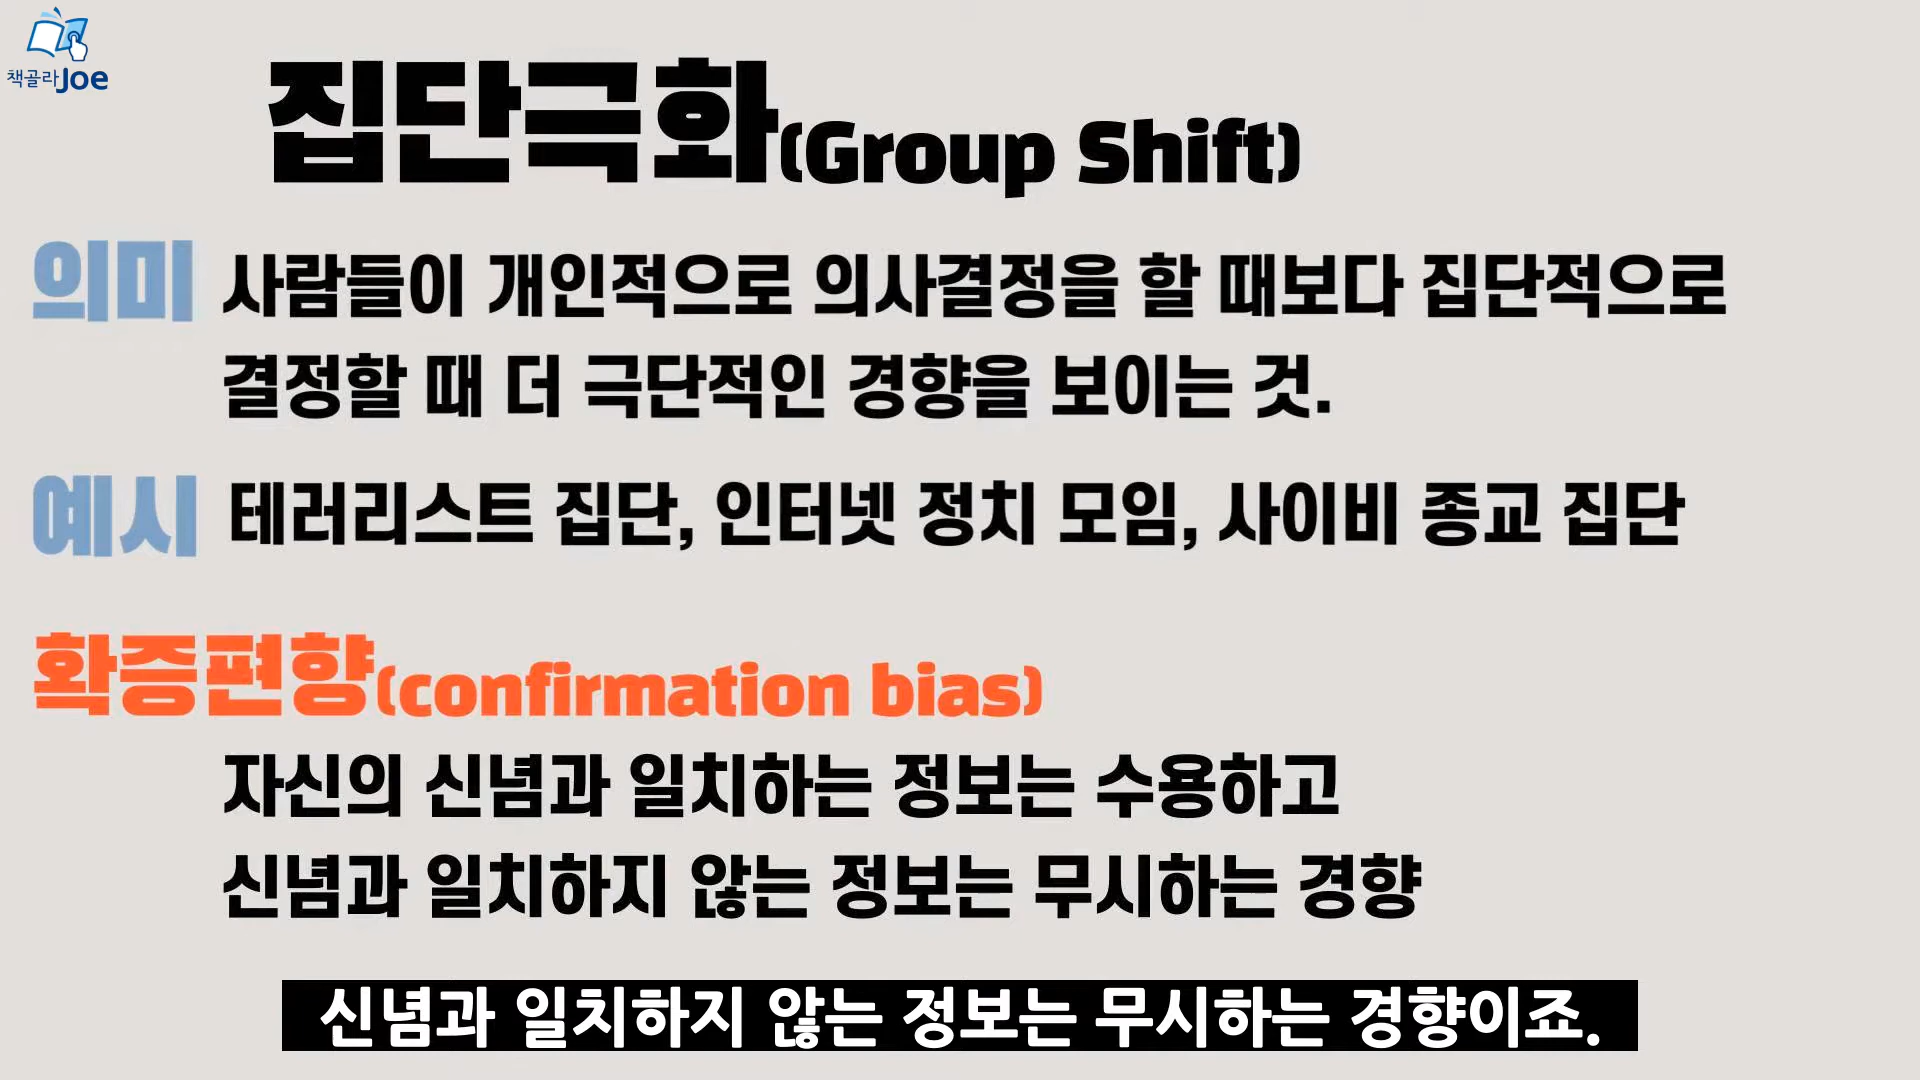 책골라Joe
집단극화(Group Shift)
의미 사람들이 개인적으로 의사결정을 할 때보다 집단적으로
결정할 때 더 극단적인 경향을 보이는 것.
예시 테러리스트 집단, 인터넷 정치 모임, 사이비 종교 집단
확증편향(confirmation bias)
자신의 신념과 일치하는 정보는 수용하고
신념과 일치하지 않는 정보는 무시하는 경향
신념과 일치하지 않는 정보는 무시하는 경향이죠.